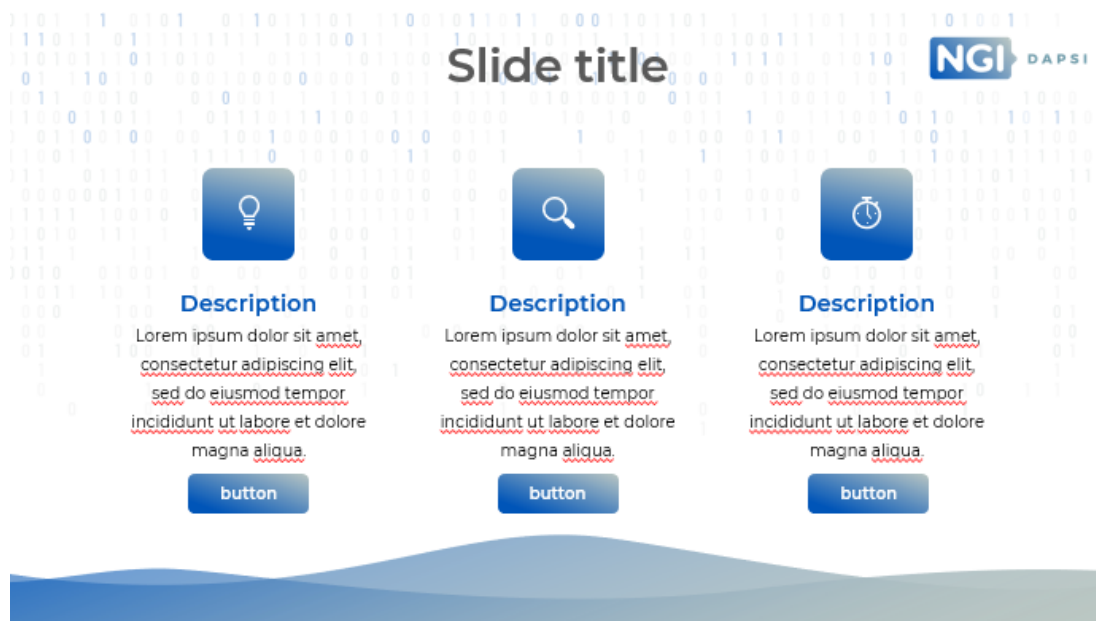 Slide title
NGI DAPSI
Description
Lorem ipsum dolor sit amet,
consectetur adipiscing elit,
sed do eiusmod tempor
incididunt ut labore et dolore
magna aliqua.
button
Description
Lorem ipsum dolor sit amet,
consectetur adipiscing elit,
sed do eiusmod tempor
incididunt ut labore et dolore
magna aliqua.
button
Description
Lorem ipsum dolor sit amet,
consectetur adipiscing elit,
sed do eiusmod tempor
incididunt ut labore et dolore
magna aliqua.
button